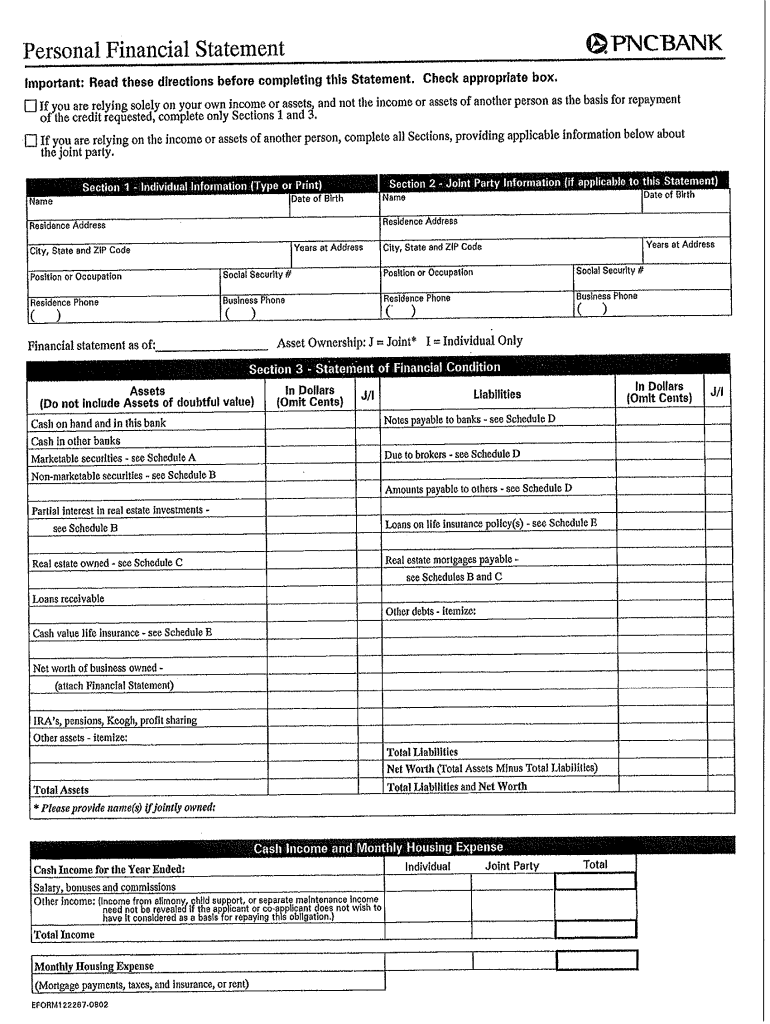 Personal Financial Statement
PNCBANK
Important: Read these directions before completing this Statement. Check appropriate box.
If you are relying solely on your own income or assets, and not the income or assets of another person as the basis for repayment
of the credit requested, complete only Sections 1 and 3.
If you are relying on the income or assets of another person, complete all Sections, providing applicable information below about
the joint party.
Section 1 - Individual Information (Type or Print)
Section 2 - Joint Party Information (if applicable to this Statement)
Name
Date of Birth
Name
Date of Birth
Residence Address
Residence Address
City, State and ZIP Code
Years at Address
City, State and ZIP Code
Years at Address
Position or Occupation
Social Security #
Position or Occupation
Social Security #
Residence Phone
Business Phone
Residence Phone
Business Phone
( )
( )
( )
( )
Financial statement as of:__________________ Asset Ownership: J = Joint* I = Individual Only
Section 3 - Statement of Financial Condition
Assets
(Do not include Assets of doubtful value)
In Dollars
(Omit Cents)
J/I
Liabilities
In Dollars
(Omit Cents)
J/I
Cash on hand and in this bank
Notes payable to banks - see Schedule D
Cash in other banks
Marketable securities - see Schedule A
Due to brokers - see Schedule D
Non-marketable securities - see Schedule B
Amounts payable to others - see Schedule D
Partial interest in real estate investments -
see Schedule B
Loans on life insurance policy(s) - see Schedule E
Real estate owned - see Schedule C
Real estate mortgages payable -
see Schedules B and C
Loans receivable
Other debts - itemize:
Cash value life insurance - see Schedule E
Net worth of business owned -
(attach Financial Statement)
IRA's, pensions, Keogh, profit sharing
Other assets - itemize:
Total Liabilities
Net Worth (Total Assets Minus Total Liabilities)
Total Assets
Total Liabilities and Net Worth
* Please provide name(s) if jointly owned:
Cash Income and Monthly Housing Expense
Cash Income for the Year Ended:
Individual
Joint Party
Total
Salary, bonuses and commissions
Other income: (Income from alimony, child support, or separate maintenance income
need not be revealed if the applicant or co-applicant does not wish to
have it considered as a basis for repaying this obligation.)
Total Income
Monthly Housing Expense
(Mortgage payments, taxes, and insurance, or rent)
EFORM122287-0802